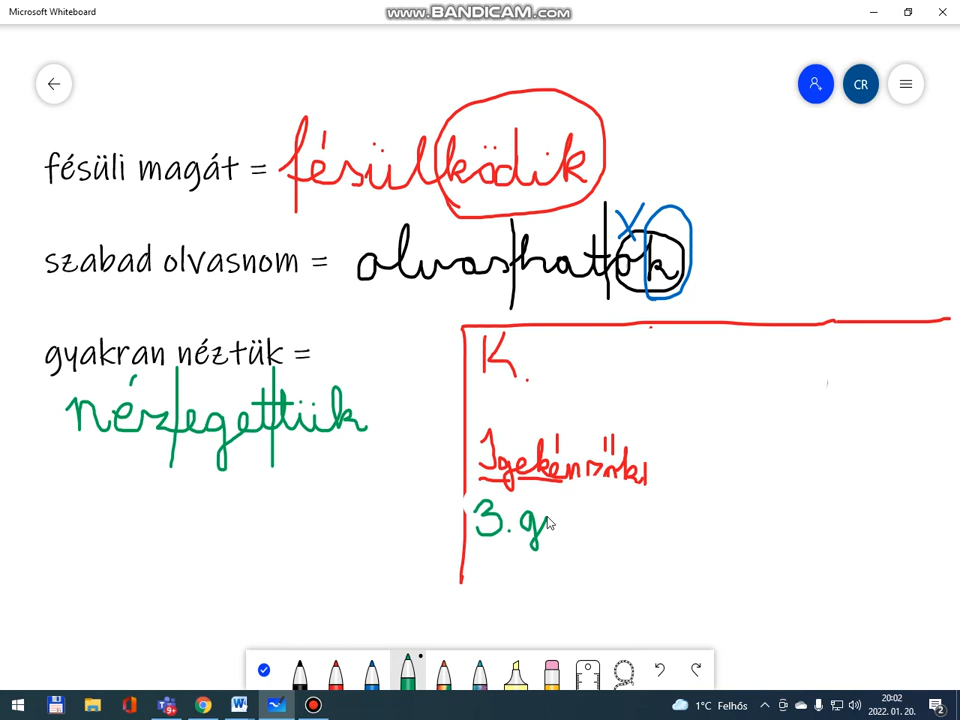 Microsoft Whiteboard
www.BANDICAM.com
CR
fésüli magát = fésülködik
szabad olvasnom = olvashatok
gyakran néztük =
nézegettük
K.
Igekénzők
3. g
20:02
1°C Felhős
2022. 01. 20.